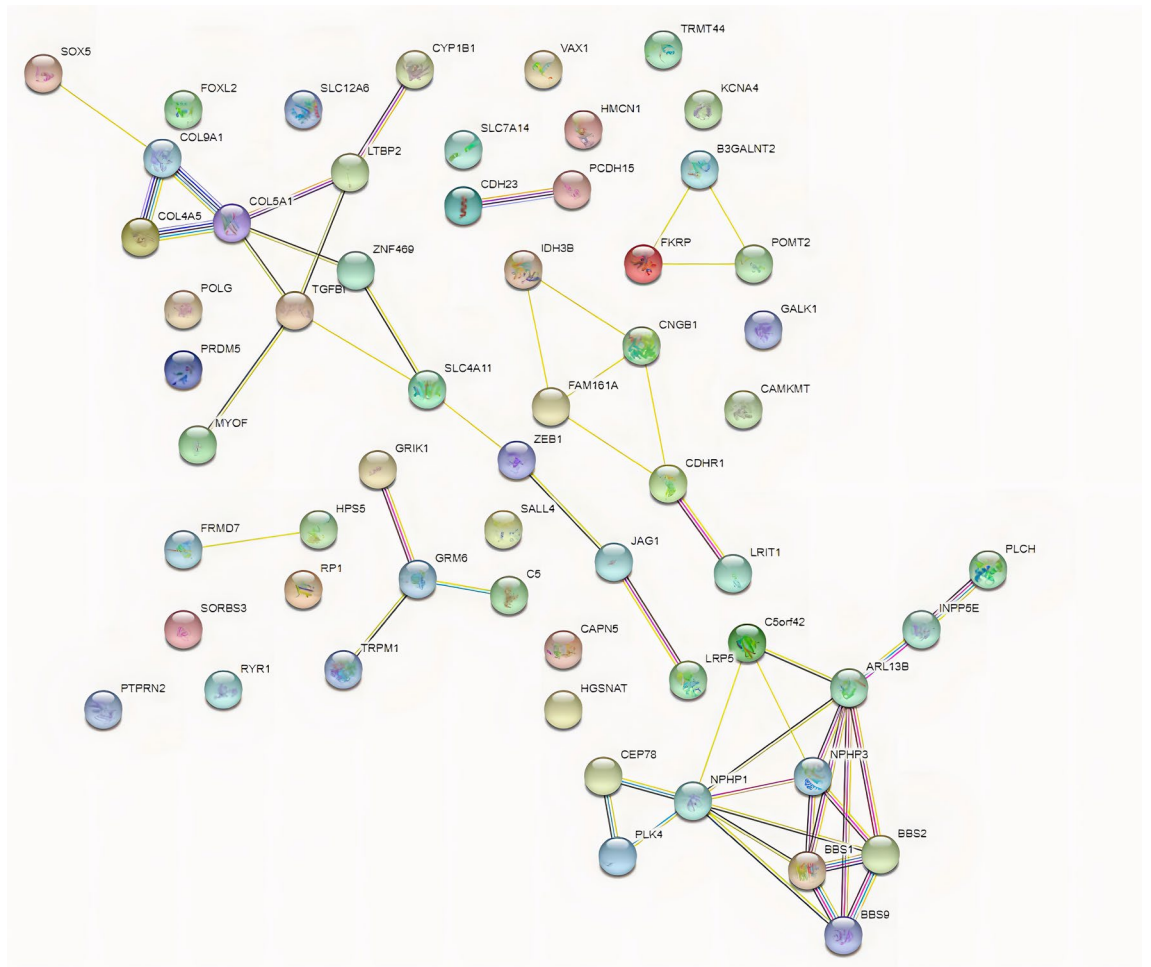 TRMT44
SOX5
CYP1B1
VAX1
FOXL2
SLC12A6
KCNA4
HMCN1
SLC7A14
COL9A1
LTBP2
B3GALNT2
PCDH15
CDH23
COL5A1
COL4A5
ZNF469
IDH3B
FKRP
POMT2
POLG
TGFBI
GALK1
CNGB1
PRDM5
SLC4A11
FAM161A
CAMKMT
MYOF
ZEB1
GRIK1
CDHR1
HPS5
SALL4
FRMD7
JAG1
LRIT1
PLCH
RP1
GRM6
C5
INPP5E
SORBS3
C5orf42
CAPN5
TRPM1
LRP5
ARL13B
RYR1
PTPRN2
HGSNAT
CEP78
NPHP3
NPHP1
PLK4
BBS2
BBS1
BBS9